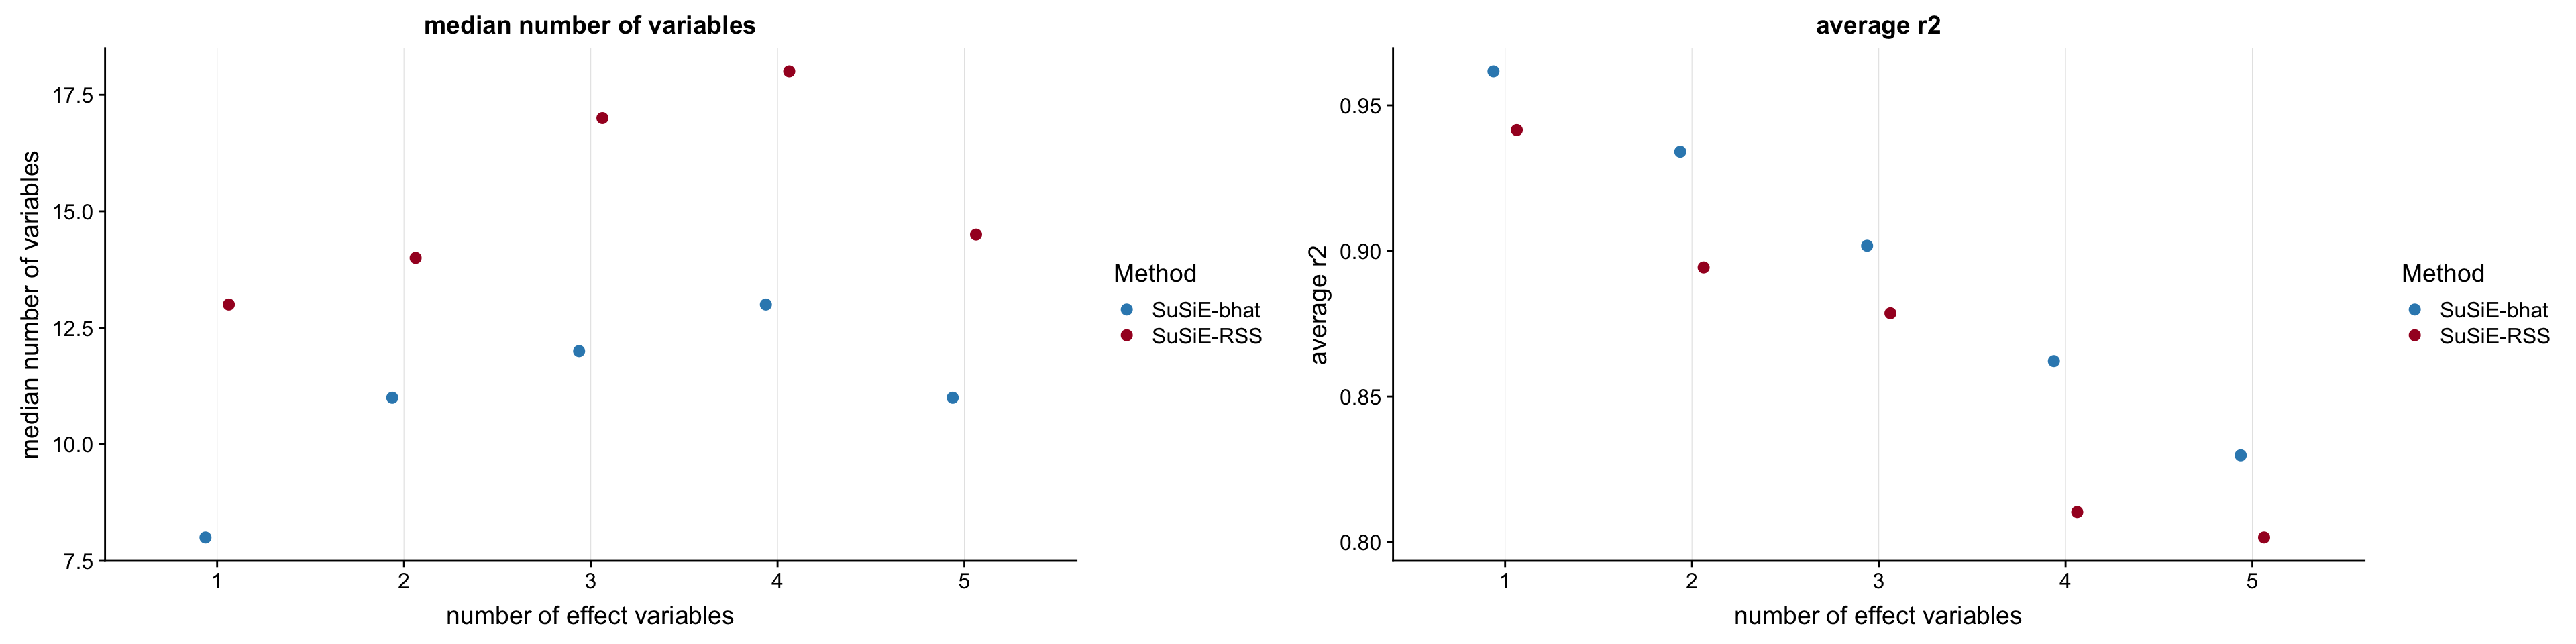 median number of variables
median number of variables
17.5
15.0
12.5
10.0
7.5
1 2 3 4 5
number of effect variables
Method
SuSiE-bhat
SuSiE-RSS
average r2
average r2
0.95
0.90
0.85
0.80
1 2 3 4 5
number of effect variables
Method
SuSiE-bhat
SuSiE-RSS